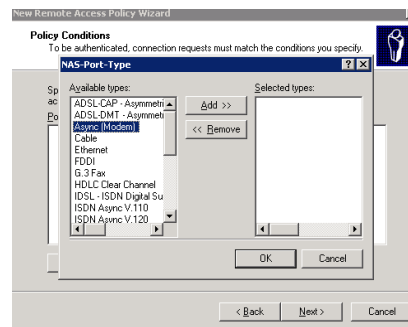 New Remote Access Policy Wizard
Policy Conditions
To be authenticated, connection requests must match the conditions you specify.
NAS-Port-Type
Sp
ac
Po
Available types:
ADSL-CAP - Asymmetri
ADSL-DMT - Asymmetri
Async (Modem)
Cable
Ethernet
FDDI
G.3 Fax
HDLC Clear Channel
IDSL - ISDN Digital Su
ISDN Async V.110
ISDN Async V.120
Add >>
<< Remove
Selected types:
OK
Cancel
< Back
Next >
Cancel